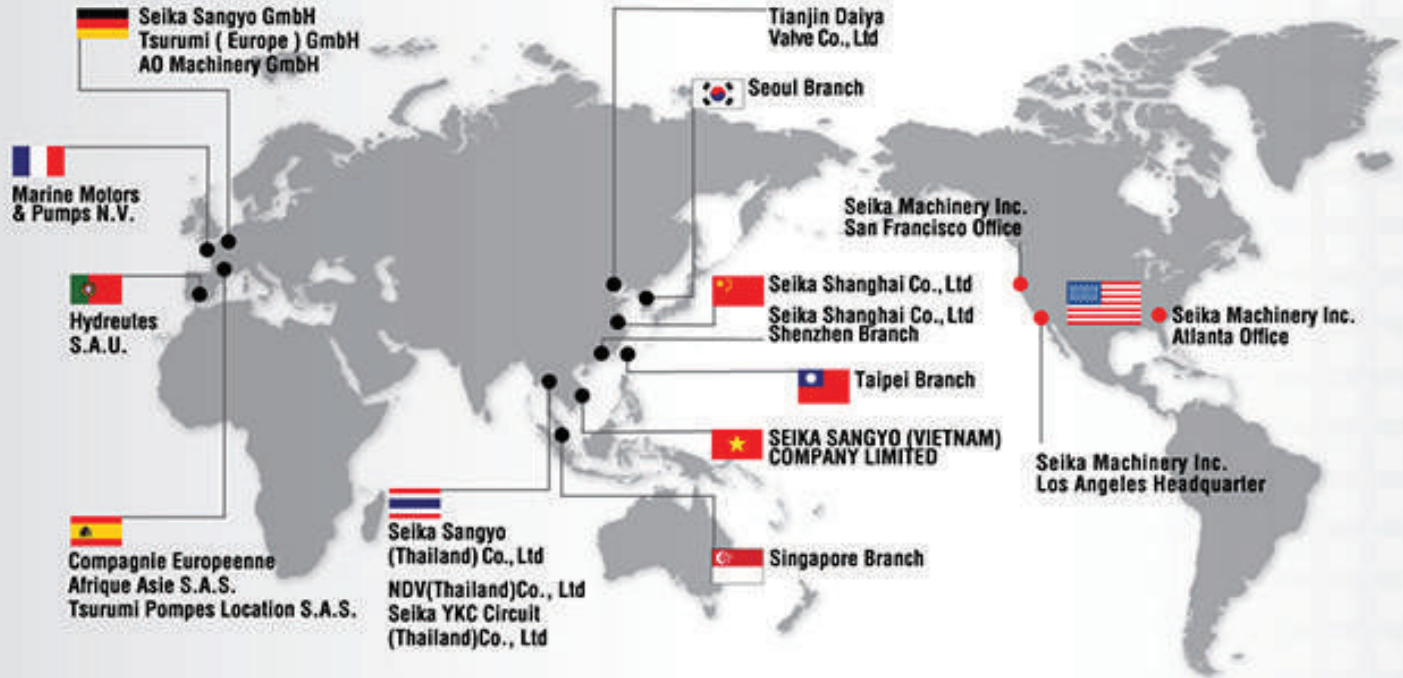 Seika Sangyo GmbH
Tsurumi ( Europe ) GmbH
AO Machinery GmbH
Tianjin Daiya
Valve Co., Ltd
Seoul Branch
Marine Motors
& Pumps N.V.
Seika Machinery Inc.
San Francisco Office
Hydreutes
S.A.U.
Seika Shanghai Co., Ltd
Seika Shanghai Co., Ltd
Shenzhen Branch
Seika Machinery Inc.
Atlanta Office
Taipei Branch
SEIKA SANGYO (VIETNAM)
COMPANY LIMITED
Seika Machinery Inc.
Los Angeles Headquarter
Compagnie Europeenne
Afrique Asie S.A.S.
Tsurumi Pompes Location S.A.S.
Seika Sangyo
(Thailand) Co., Ltd
NDV(Thailand)Co., Ltd
Seika YKC Circuit
(Thailand)Co., Ltd
Singapore Branch